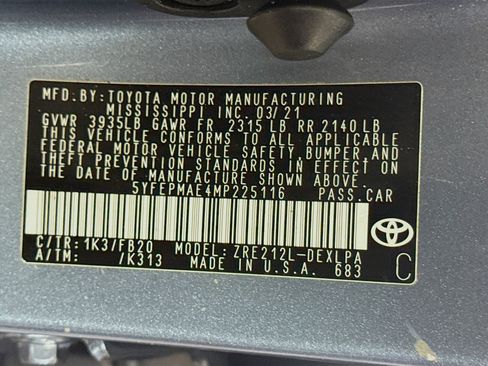 MFD.BY:TOYOTA MOTOR MANUFACTURING
MISSISSIPPI, INC. 03/21
GVWR 3935LB GAWR FR 2315 LB RR 2140 LB
THIS VEHICLE CONFORMS TO ALL APPLICABLE
FEDERAL MOTOR VEHICLE SAFETY,BUMPER,AND
THEFT PREVENTION STANDARDS IN EFFECT ON
THE DATE OF MANUFACTURE SHOWN ABOVE.
5YFEPMAE4MP225116 PASS.CAR
C/TR:1K3/FB20 MODEL:ZRE212L-DEXLPA
A/TM: /K313 MADE IN U.S.A. 683
C